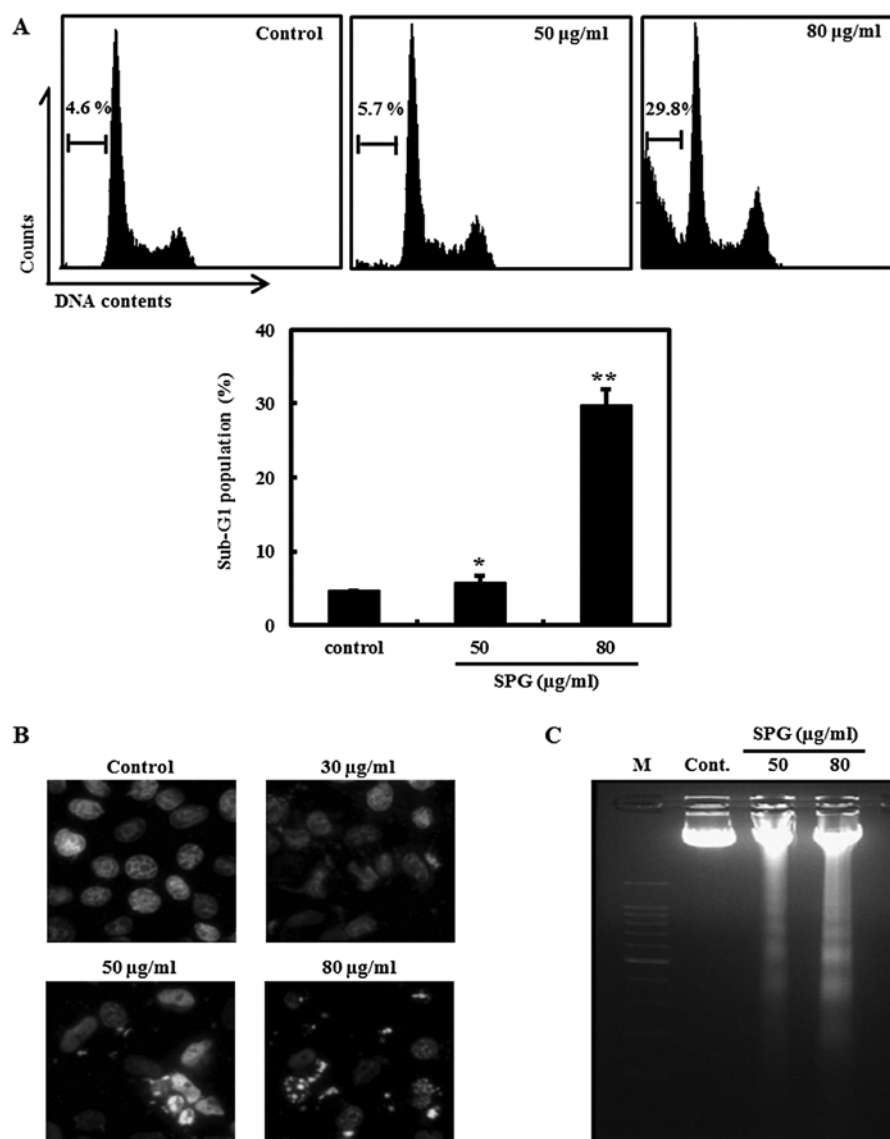 A
Control
50 µg/ml
80 µg/ml
4.6 %
5.7 %
29.8%
Counts
DNA contents
40
30
20
10
0
Sub-G1 population (%)
*
**
control
50
80
SPG (µg/ml)
B
Control
30 µg/ml
50 µg/ml
80 µg/ml
C
SPG (µg/ml)
M Cont. 50 80